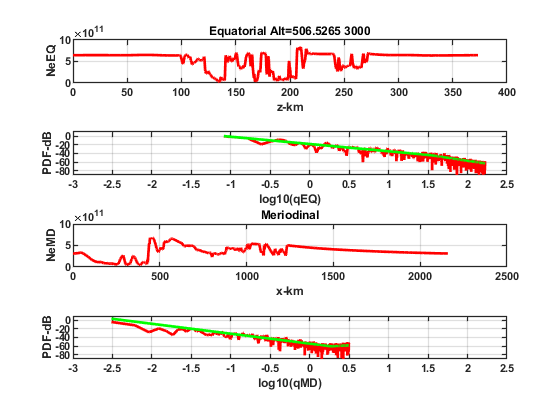 Equatorial Alt=506.5265 3000
×10^11
10
5
0
NeEQ
0 50 100 150 200 250 300 350 400
z-km
0
-20
-40
-60
-80
PDF-dB
-3 -2.5 -2 -1.5 -1 -0.5 0 0.5 1 1.5 2 2.5
log10(qEQ)
Meriodinal
×10^11
10
5
0
NeMD
0 500 1000 1500 2000 2500
x-km
0
-20
-40
-60
-80
PDF-dB
-3 -2.5 -2 -1.5 -1 -0.5 0 0.5 1 1.5 2 2.5
log10(qMD)